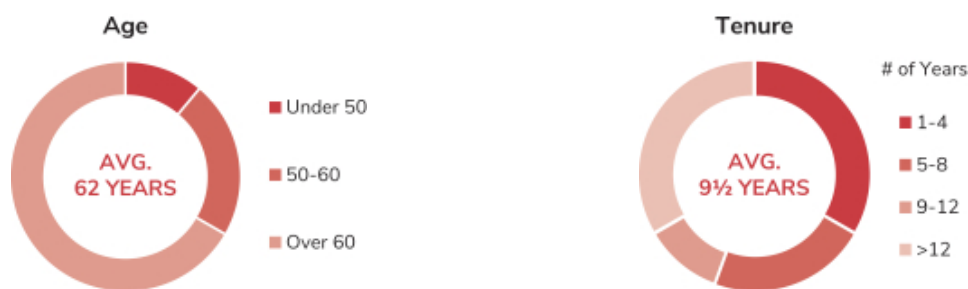 Age
AVG.
62 YEARS
Under 50
50-60
Over 60
Tenure
AVG.
9½ YEARS
# of Years
1-4
5-8
9-12
>12